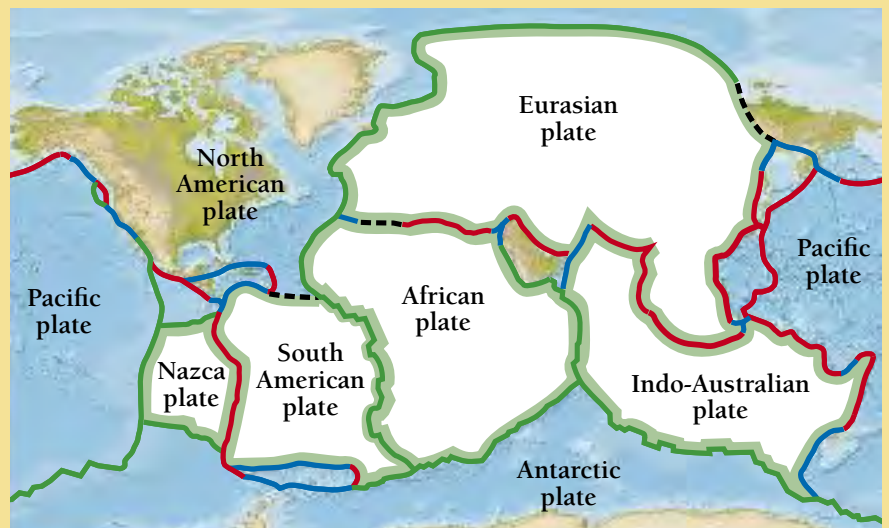 Eurasian
plate
North
American
plate
Pacific
plate
Pacific
plate
African
plate
South
American
plate
Nazca
plate
Indo-Australian
plate
Antarctic
plate